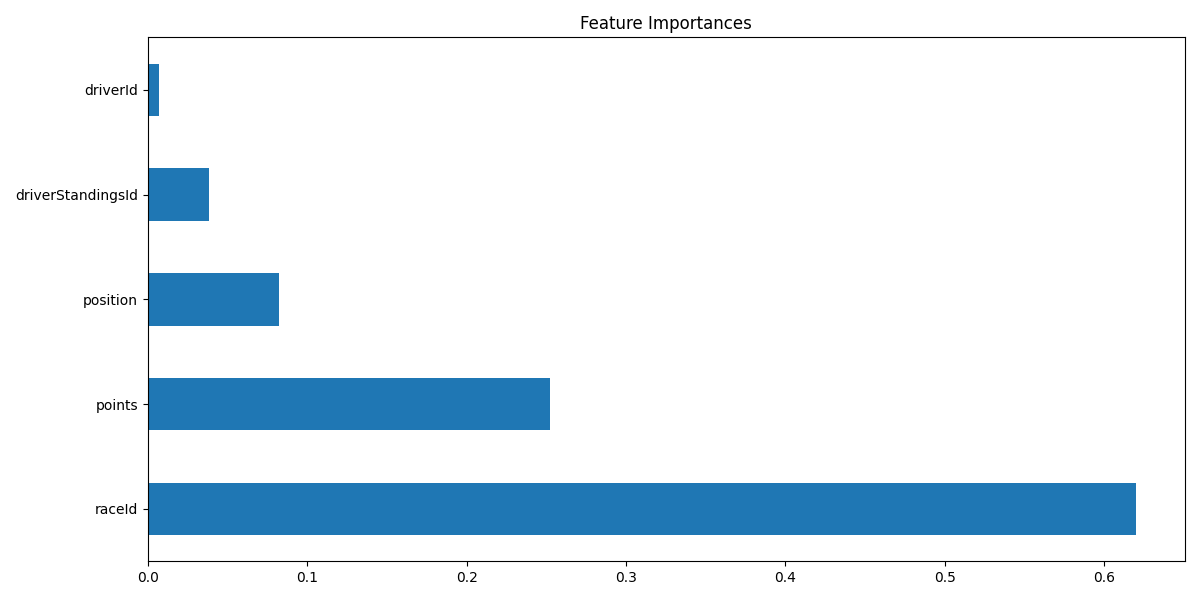 Feature Importances
driverId
driverStandingsId
position
points
raceId
0.0 0.1 0.2 0.3 0.4 0.5 0.6